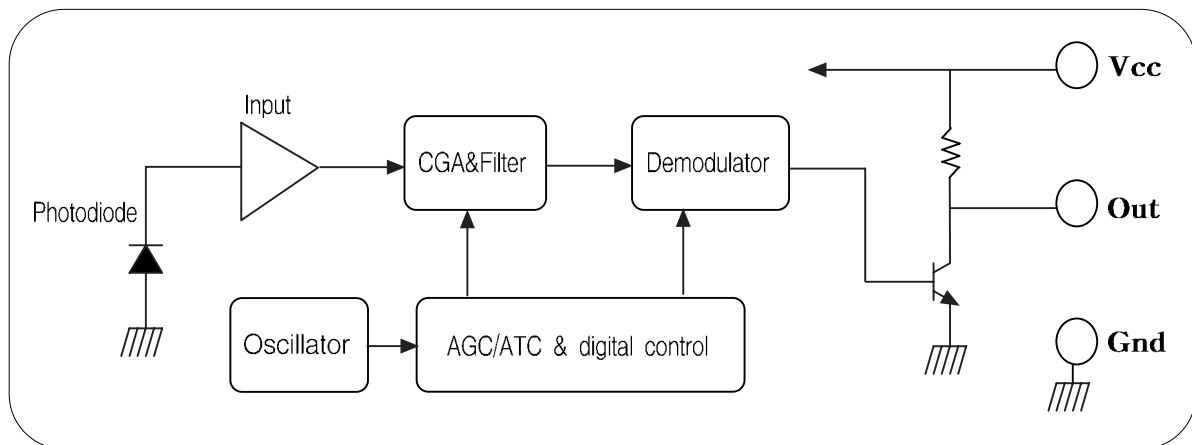 Input
Photodiode
CGA&Filter
Demodulator
Oscillator
AGC/ATC & digital control
Vcc
Out
Gnd